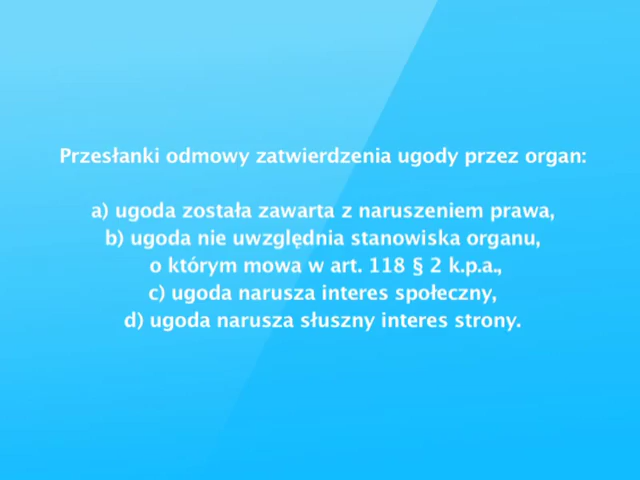 Przesłanki odmowy zatwierdzenia ugody przez organ:
a) ugoda została zawarta z naruszeniem prawa,
b) ugoda nie uwzględnia stanowiska organu,
o którym mowa w art. 118 § 2 k.p.a.,
c) ugoda narusza interes społeczny,
d) ugoda narusza słuszny interes strony.